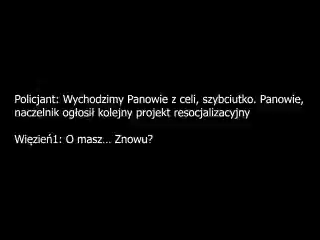 Policjant: Wychodzimy Panowie z celi, szybciutko. Panowie,
naczelnik ogłosił kolejny projekt resocjalizacyjny
Więzień1: O masz... Znowu?